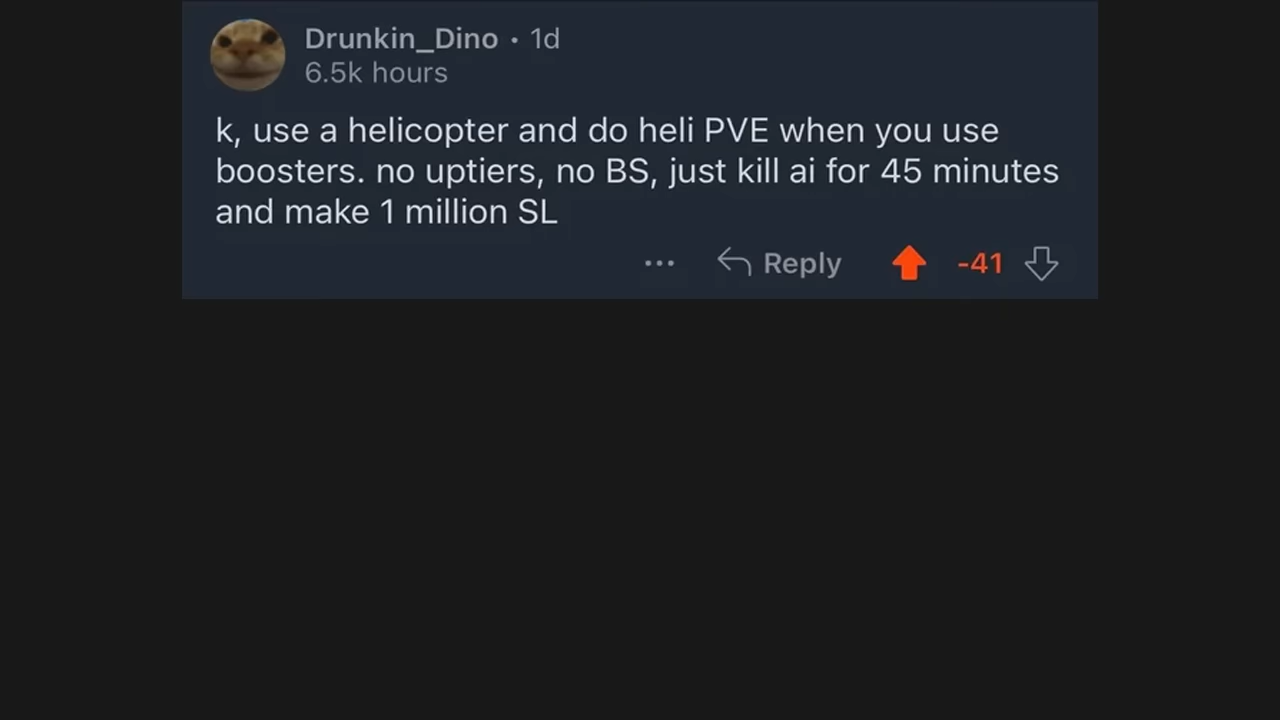 Drunkin_Dino • 1d
6.5k hours
k, use a helicopter and do heli PVE when you use
boosters. no uptiers, no BS, just kill ai for 45 minutes
and make 1 million SL
... Reply -41